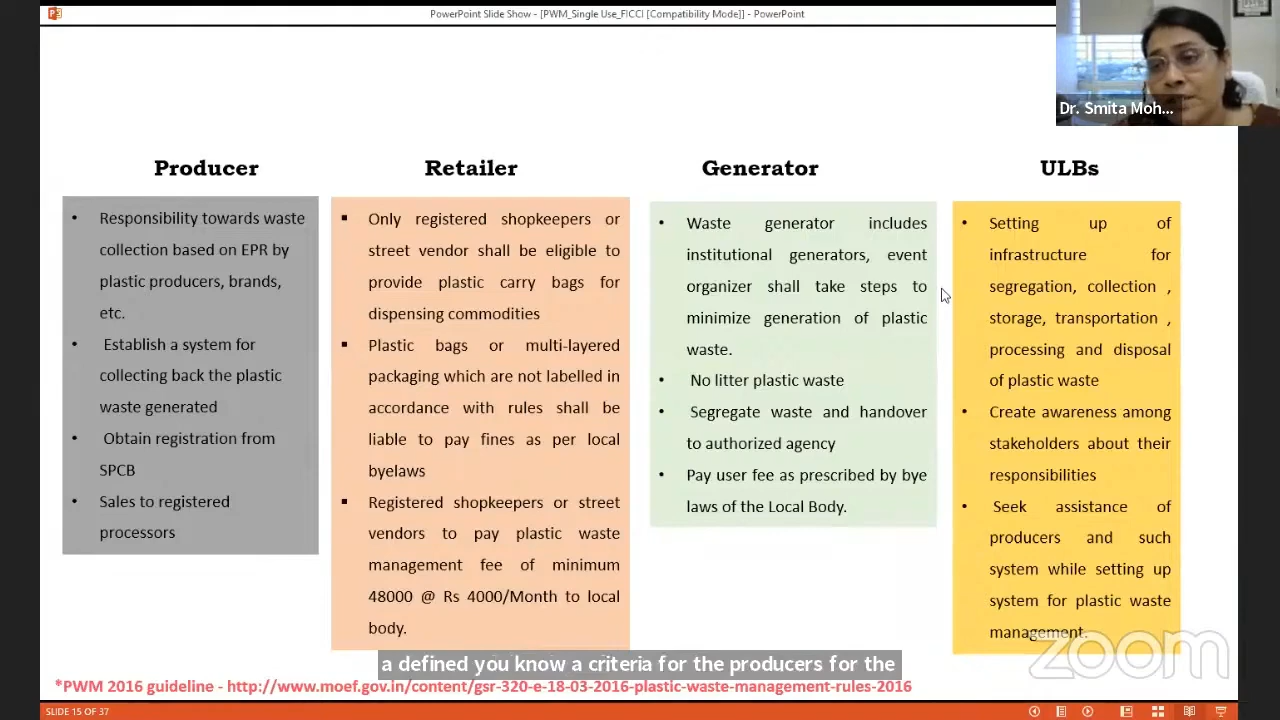 PowerPoint Slide Show - [PWM_Single Use_FICCI [Compatibility Mode]] - PowerPoint
Dr. Smita Moh...
Producer
Responsibility towards waste
collection based on EPR by
plastic producers, brands,
etc.
Establish a system for
collecting back the plastic
waste generated
Obtain registration from
SPCB
Sales to registered
processors
Retailer
Only registered shopkeepers or
street vendor shall be eligible to
provide plastic carry bags for
dispensing commodities
Plastic bags or multi-layered
packaging which are not labelled in
accordance with rules shall be
liable to pay fines as per local
byelaws
Registered shopkeepers or street
vendors to pay plastic waste
management fee of minimum
48000 @ Rs 4000/Month to local
body.
Generator
Waste generator includes
institutional generators, event
organizer shall take steps to
minimize generation of plastic
waste.
No litter plastic waste
Segregate waste and handover
to authorized agency
Pay user fee as prescribed by bye
laws of the Local Body.
ULBs
Setting up of
infrastructure for
segregation, collection ,
storage, transportation ,
processing and disposal
of plastic waste
Create awareness among
stakeholders about their
responsibilities
Seek assistance of
producers and such
system while setting up
system for plastic waste
management.
zoom
a defined you know a criteria for the producers for the
*PWM 2016 guideline - http://www.moef.gov.in/content/gsr-320-e-18-03-2016-plastic-waste-management-rules-2016
SLIDE 15 OF 37